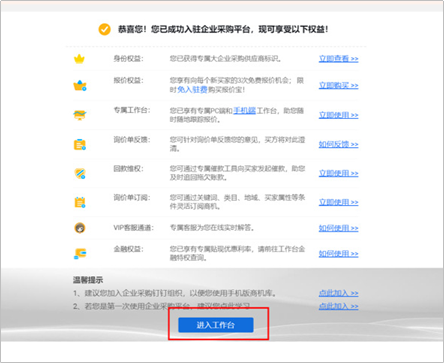 恭喜您！您已成功入驻企业采购平台，现可享受以下权益！
身份权益： 您已获得专属大企业采购供应商标识。 立即查看 >>
报价权益： 您享有向每个新买家的3次免费报价机会； 限 立即购买 >>
时免入驻费购买报价宝！
专属工作台： 您已享有专属PC端和手机端工作台，助您随 立即使用 >>
时随地跟踪报价。
询价单反馈： 您可针对询价单反馈您的意见，买方将对此澄 如何反馈 >>
清。
回款维权： 您可通过专属催款工具向买家发起催款，助您 立即使用 >>
及时追回拖欠账款。
询价单订阅： 您可通过关键词、类目、地域、买家属性等条 立即使用 >>
件灵活订阅商机。
VIP客服通道： 专属客服为您在线实时解答。 立即使用 >>
金融权益： 您已享有专属贴现优惠利率，请前往工作台金 如何使用 >>
融特权查询。
温馨提示
1、建议您加入企业采购钉钉组织，以便您使用手机版商机库。 点此加入 >>
2、若您是第一次使用企业采购平台，建议您点此学习 点此加入 >>
进入工作台